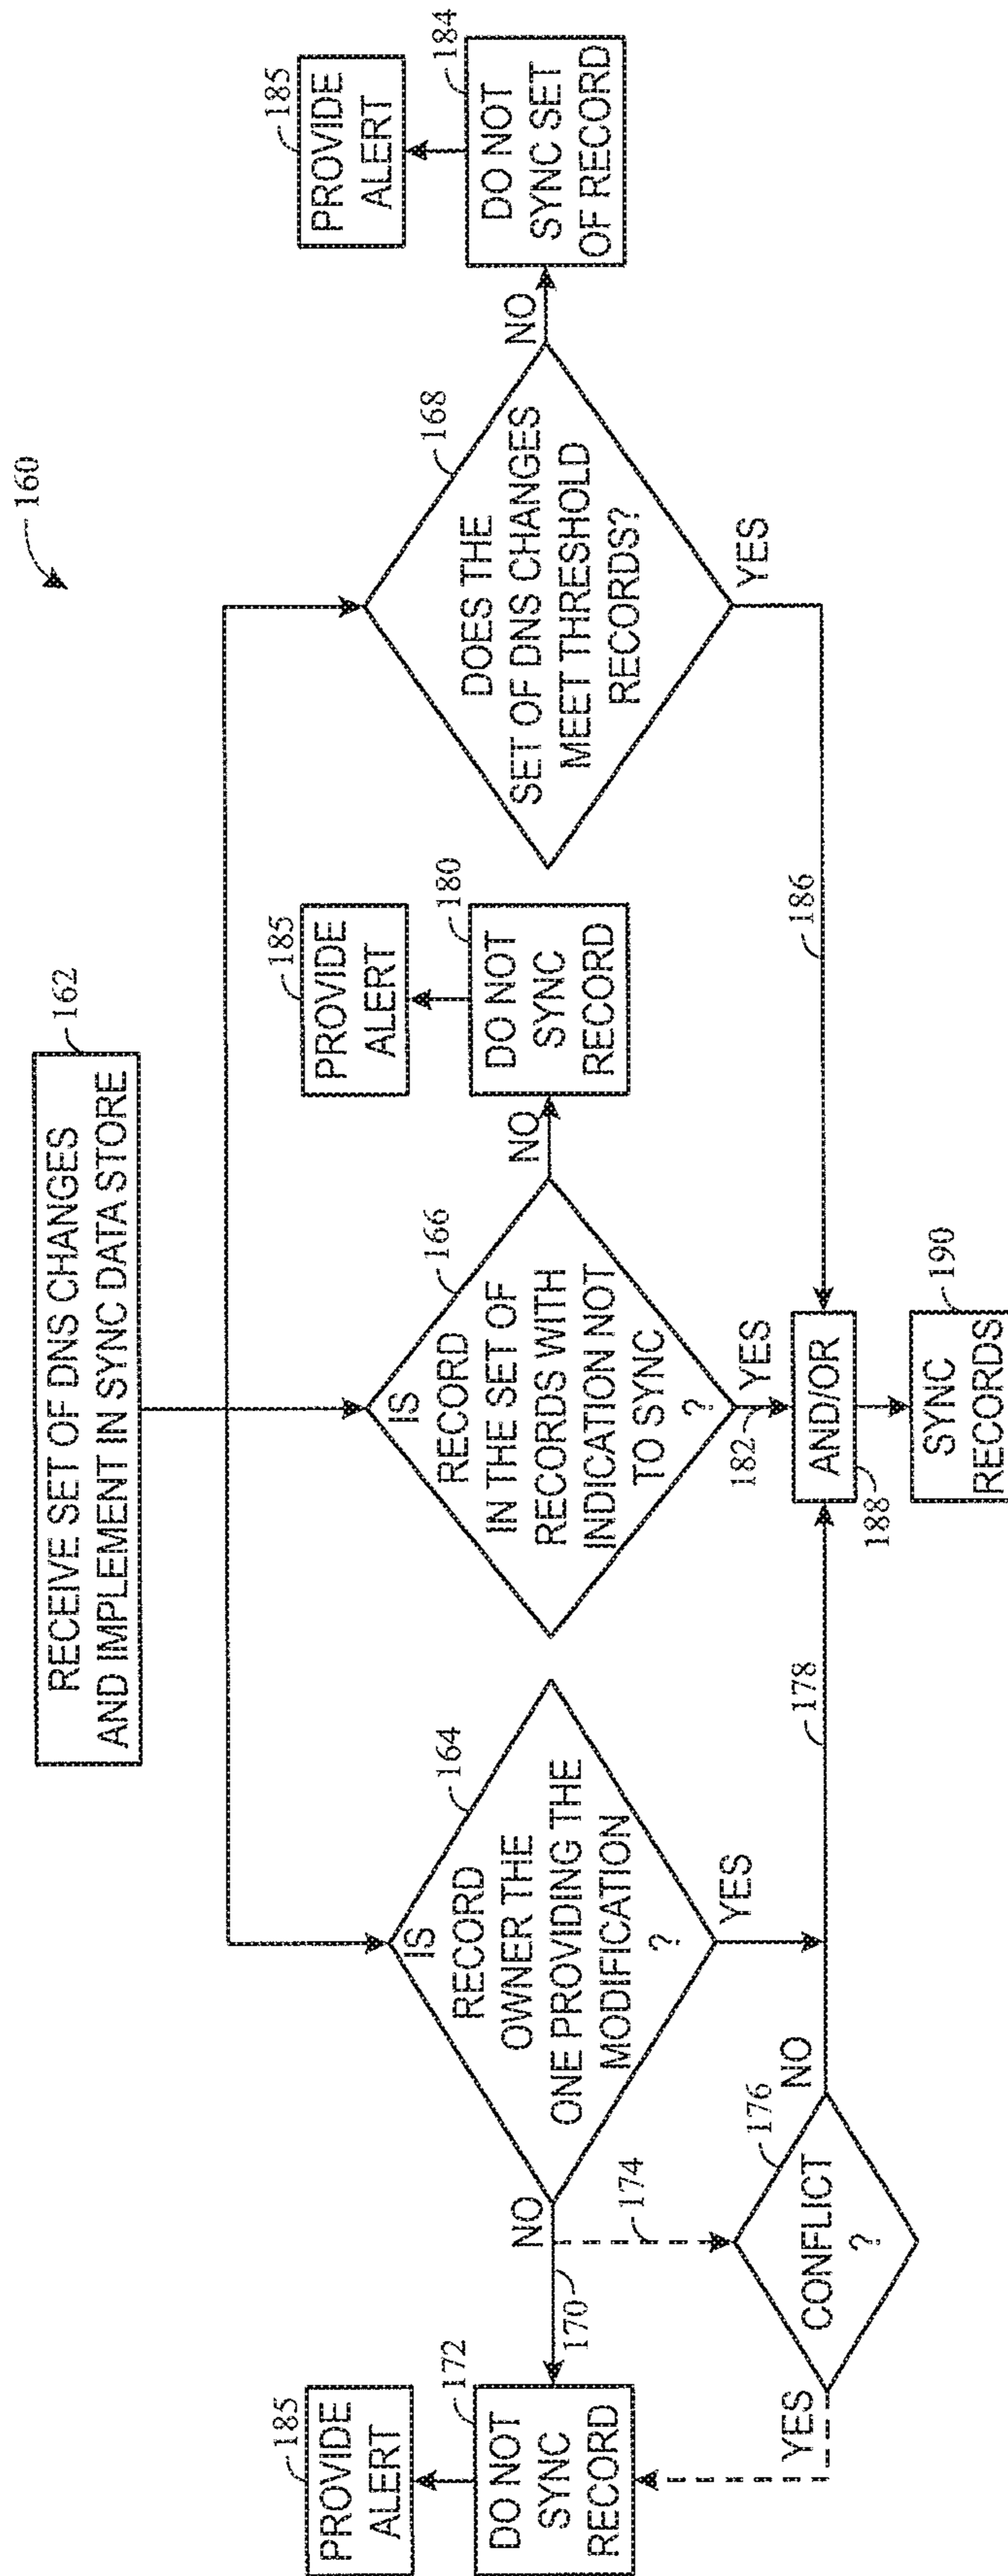 160
RECEIVE SET OF DNS CHANGES
AND IMPLEMENT IN SYNC DATA STORE
162
IS
RECORD
OWNER THE
ONE PROVIDING THE
MODIFICATION
?
164
NO
YES
170
174
PROVIDE
ALERT
185
DO NOT
SYNC
RECORD
172
CONFLICT
?
176
YES
NO
178
IS
RECORD
IN THE SET OF
RECORDS WITH
INDICATION NOT
TO SYNC
?
166
NO
YES
182
PROVIDE
ALERT
185
DO NOT
SYNC
RECORD
180
DOES THE
SET OF DNS CHANGES
MEET THRESHOLD
RECORDS?
168
NO
YES
186
PROVIDE
ALERT
185
DO NOT
SYNC SET
OF RECORD
184
AND/OR
188
SYNC
RECORDS
190